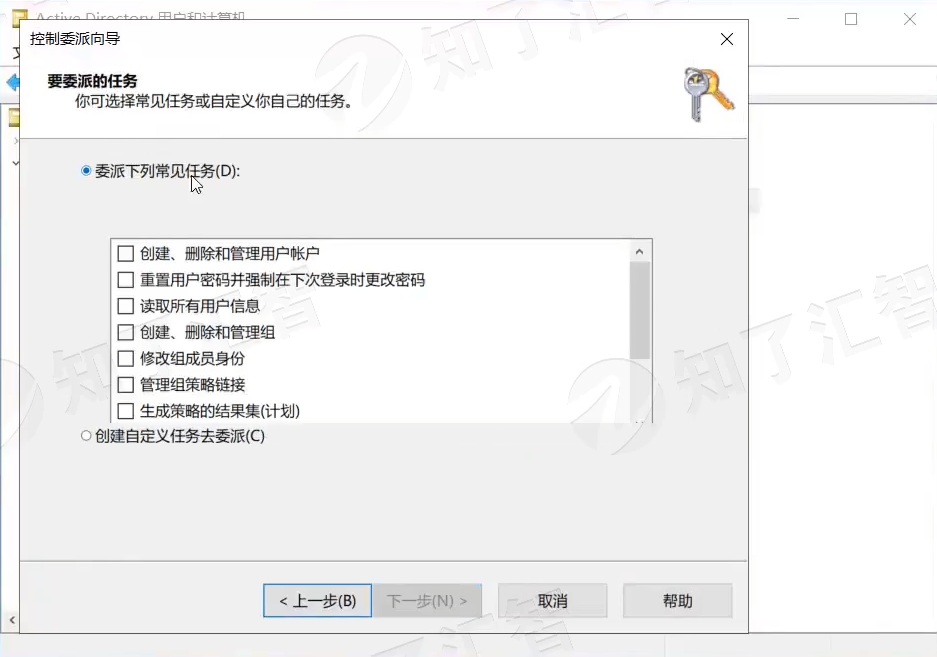 Active Directory 用户和计算机
控制委派向导
要委派的任务
你可选择常见任务或自定义你自己的任务。
委派下列常见任务(D):
创建、删除和管理用户帐户
重置用户密码并强制在下次登录时更改密码
读取所有用户信息
创建、删除和管理组
修改组成员身份
管理组策略链接
生成策略的结果集(计划)
创建自定义任务去委派(C)
< 上一步(B)
下一步(N) >
取消
帮助
知了汇智
知了汇智
知了汇智